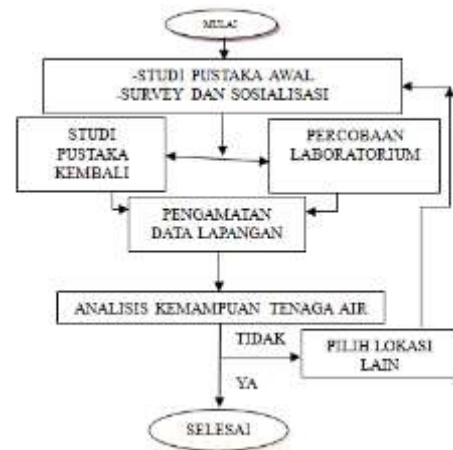 MULAI
-STUDI PUSTAKA AWAL
-SURVEY DAN SOSIALISASI
STUDI
PUSTAKA
KEMBALI
PERCOBAAN
LABORATORIUM
PENGAMATAN
DATA LAPANGAN
ANALISIS KEMAMPUAN TENAGA AIR
TIDAK
PILIH LOKASI
LAIN
YA
SELESAI